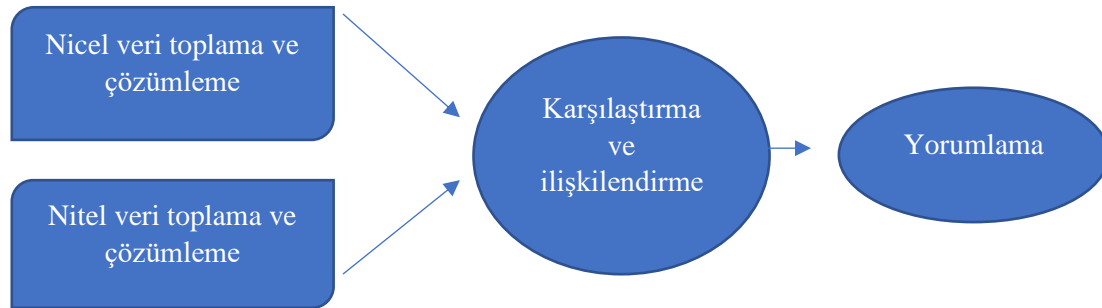 Nicel veri toplama ve
çözümleme
Nitel veri toplama ve
çözümleme
Karşılaştırma
ve
ilişkilendirme
Yorumlama